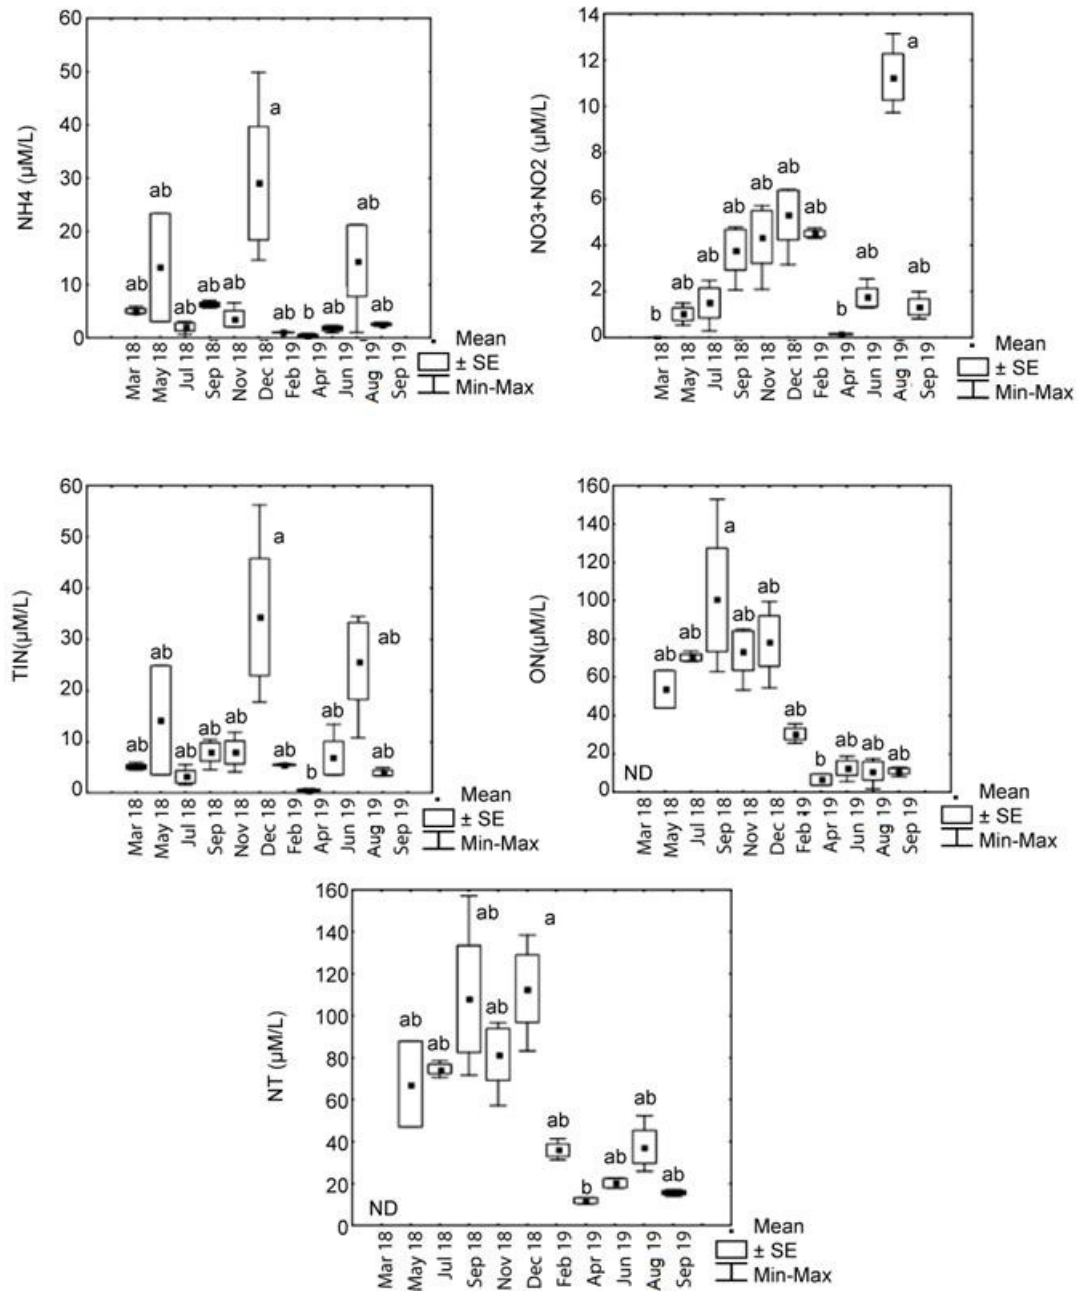 60
50
40
30
20
10
0
NH4 (µM/L)
ab
ab
ab
ab
ab
a
ab
b
ab
ab
ab
Mar 18
May 18
Jul 18
Sep 18
Nov 18
Dec 18
Feb 19
Apr 19
Jun 19
Aug 19
Sep 19
Mean
± SE
Min-Max
14
12
10
8
6
4
2
0
NO3+NO2 (µM/L)
b
ab
ab
ab
ab
ab
ab
b
ab
a
ab
Mar 18
May 18
Jul 18
Sep 18
Nov 18
Dec 18
Feb 19
Apr 19
Jun 19
Aug 19
Sep 19
Mean
± SE
Min-Max
60
50
40
30
20
10
0
TIN(µM/L)
ab
ab
ab
ab
ab
a
ab
b
ab
ab
ab
Mar 18
May 18
Jul 18
Sep 18
Nov 18
Dec 18
Feb 19
Apr 19
Jun 19
Aug 19
Sep 19
Mean
± SE
Min-Max
160
140
120
100
80
60
40
20
0
ON(µM/L)
ND
ab
ab
a
ab
ab
ab
b
ab
ab
ab
Mar 18
May 18
Jul 18
Sep 18
Nov 18
Dec 18
Feb 19
Apr 19
Jun 19
Aug 19
Sep 19
Mean
± SE
Min-Max
160
140
120
100
80
60
40
20
0
NT (µM/L)
ND
ab
ab
ab
ab
a
ab
b
ab
ab
ab
Mar 18
May 18
Jul 18
Sep 18
Nov 18
Dec 18
Feb 19
Apr 19
Jun 19
Aug 19
Sep 19
Mean
± SE
Min-Max